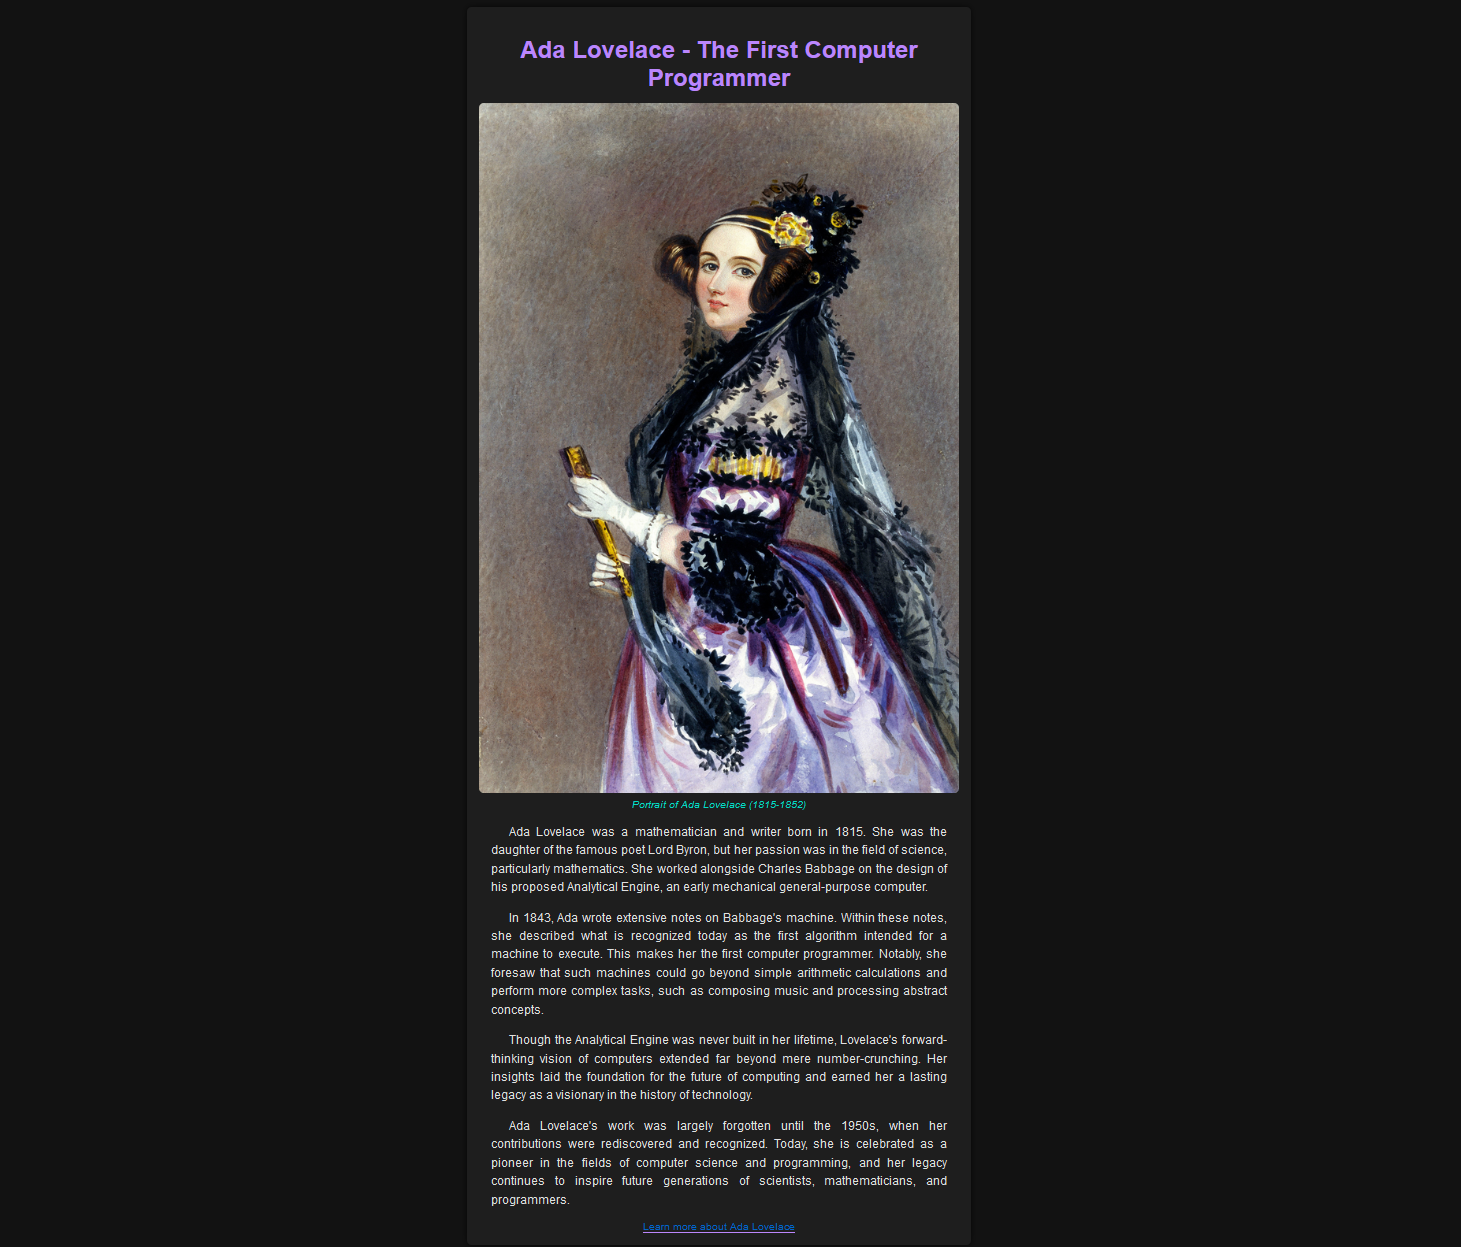 Ada Lovelace - The First Computer
Programmer
Portrait of Ada Lovelace (1815-1852)
Ada Lovelace was a mathematician and writer born in 1815. She was the
daughter of the famous poet Lord Byron, but her passion was in the field of science,
particularly mathematics. She worked alongside Charles Babbage on the design of
his proposed Analytical Engine, an early mechanical general-purpose computer.
In 1843, Ada wrote extensive notes on Babbage's machine. Within these notes,
she described what is recognized today as the first algorithm intended for a
machine to execute. This makes her the first computer programmer. Notably, she
foresaw that such machines could go beyond simple arithmetic calculations and
perform more complex tasks, such as composing music and processing abstract
concepts.
Though the Analytical Engine was never built in her lifetime, Lovelace's forward-
thinking vision of computers extended far beyond mere number-crunching. Her
insights laid the foundation for the future of computing and earned her a lasting
legacy as a visionary in the history of technology.
Ada Lovelace's work was largely forgotten until the 1950s, when her
contributions were rediscovered and recognized. Today, she is celebrated as a
pioneer in the fields of computer science and programming, and her legacy
continues to inspire future generations of scientists, mathematicians, and
programmers.
Learn more about Ada Lovelace